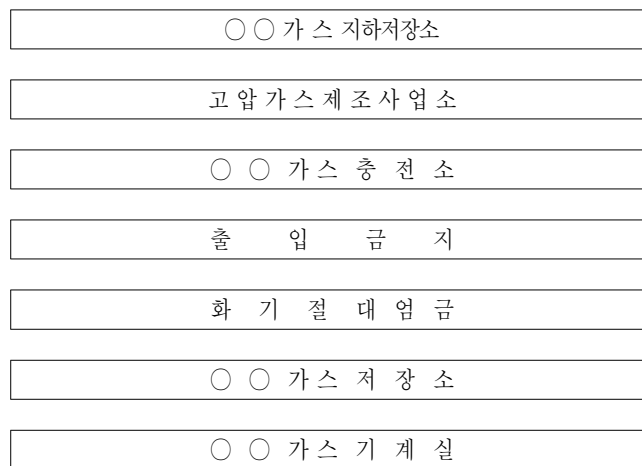 ○ ○ 가 스 지하저장소
고 압 가 스 제 조 사 업 소
○ ○ 가 스 충 전 소
출 입 금 지
화 기 절 대 엄 금
○ ○ 가 스 저 장 소
○ ○ 가 스 기 계 실